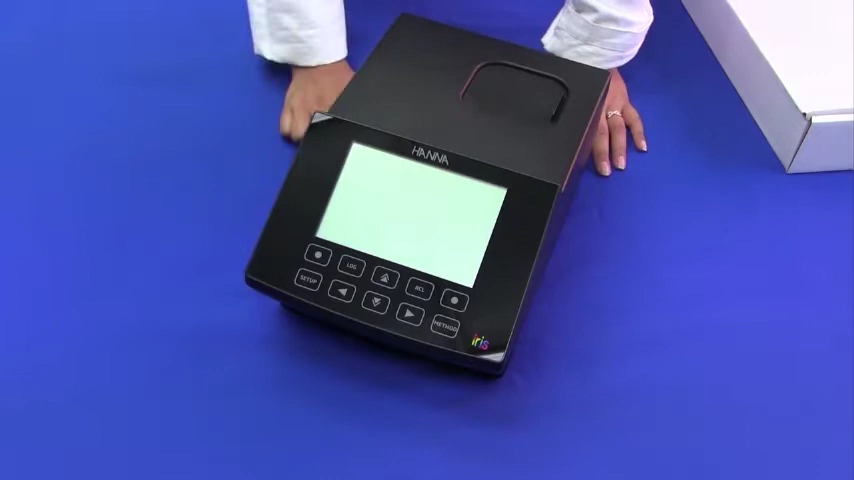 HANNA
LOG
RCL
SETUP
METHOD
iris